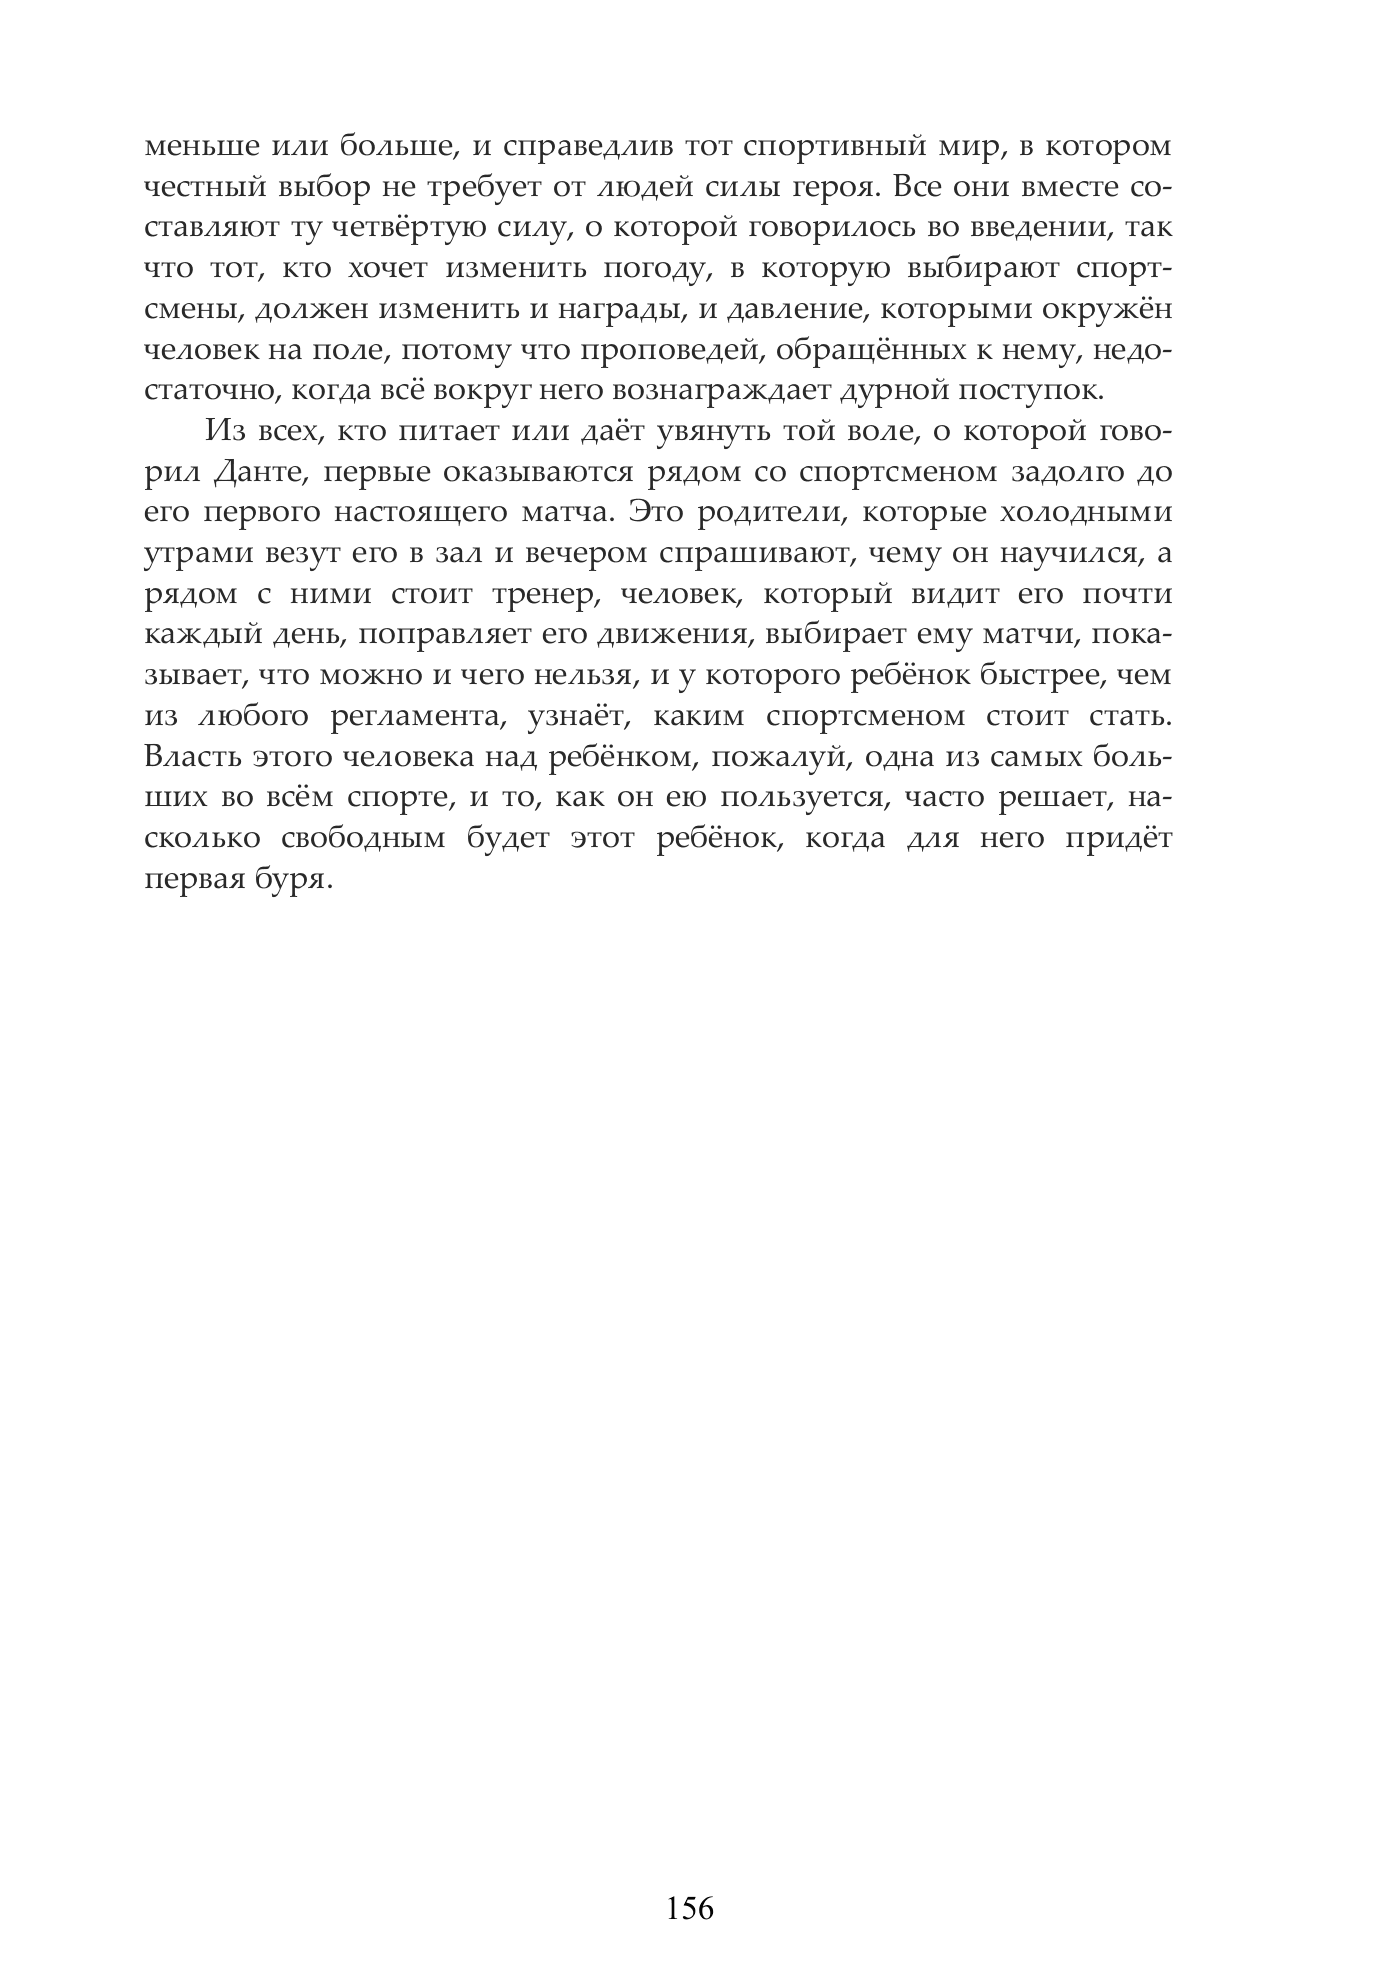 меньше или больше, и справедлив тот спортивный мир, в котором
честный выбор не требует от людей силы героя. Все они вместе со-
ставляют ту четвёртую силу, о которой говорилось во введении, так
что тот, кто хочет изменить погоду, в которую выбирают спорт-
смены, должен изменить и награды, и давление, которыми окружён
человек на поле, потому что проповедей, обращённых к нему, недо-
статочно, когда всё вокруг него вознаграждает дурной поступок.
Из всех, кто питает или даёт увянуть той воле, о которой гово-
рил Данте, первые оказываются рядом со спортсменом задолго до
его первого настоящего матча. Это родители, которые холодными
утрами везут его в зал и вечером спрашивают, чему он научился, а
рядом с ними стоит тренер, человек, который видит его почти
каждый день, поправляет его движения, выбирает ему матчи, пока-
зывает, что можно и чего нельзя, и у которого ребёнок быстрее, чем
из любого регламента, узнаёт, каким спортсменом стоит стать.
Власть этого человека над ребёнком, пожалуй, одна из самых боль-
ших во всём спорте, и то, как он ею пользуется, часто решает, на-
сколько свободным будет этот ребёнок, когда для него придёт
первая буря.
156